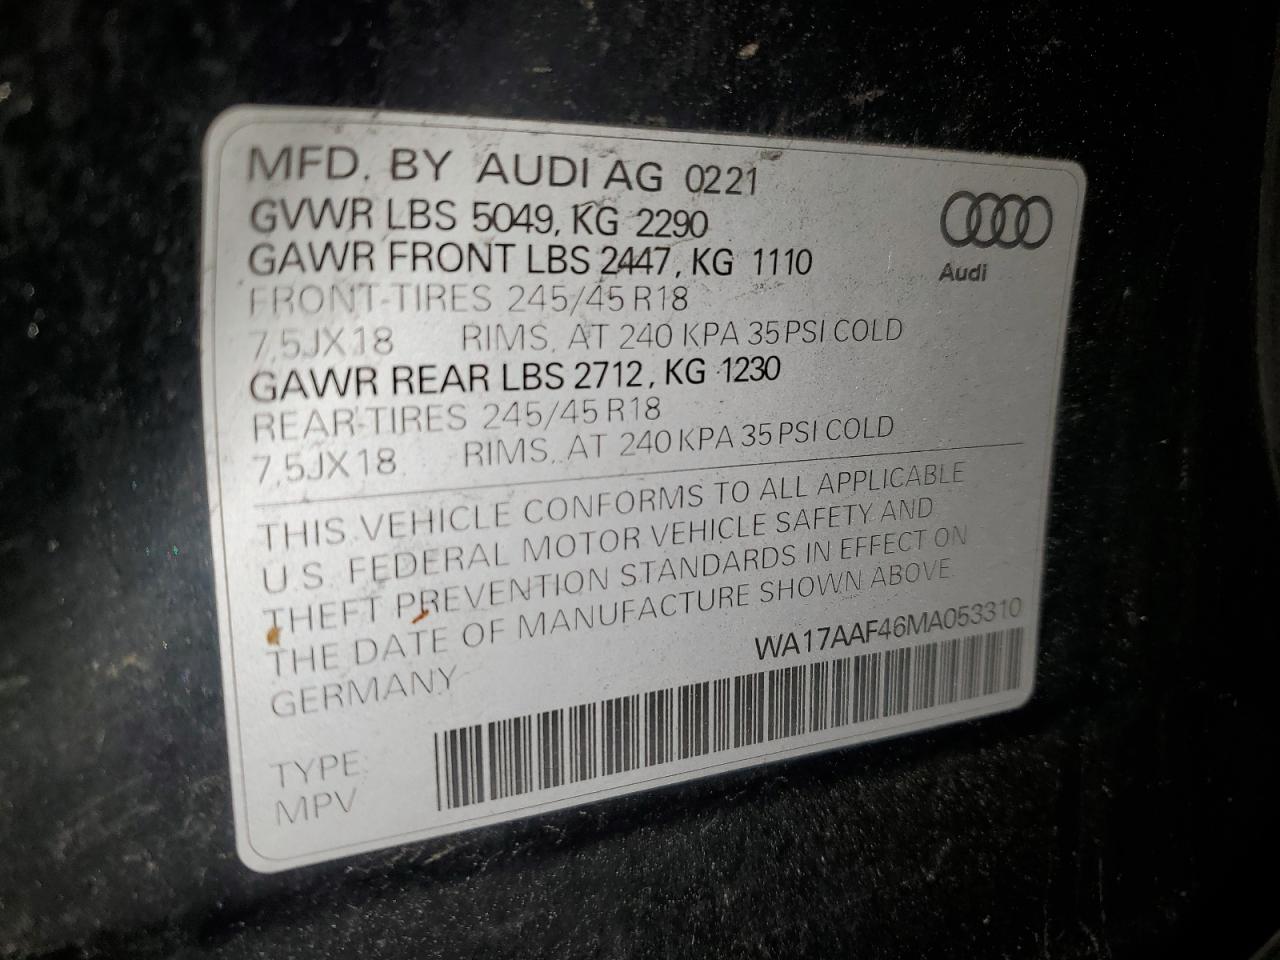 MFD. BY AUDI AG 0221
GVWR LBS 5049, KG 2290
GAWR FRONT LBS 2447, KG 1110
FRONT-TIRES 245/45 R18
7,5JX18 RIMS, AT 240 KPA 35 PSI COLD
GAWR REAR LBS 2712, KG 1230
REAR-TIRES 245/45 R18
7,5JX18 RIMS, AT 240 KPA 35 PSI COLD
Audi
THIS VEHICLE CONFORMS TO ALL APPLICABLE
U.S. FEDERAL MOTOR VEHICLE SAFETY AND
THEFT PREVENTION STANDARDS IN EFFECT ON
THE DATE OF MANUFACTURE SHOWN ABOVE.
GERMANY
WA17AAF46MA053310
TYPE:
MPV